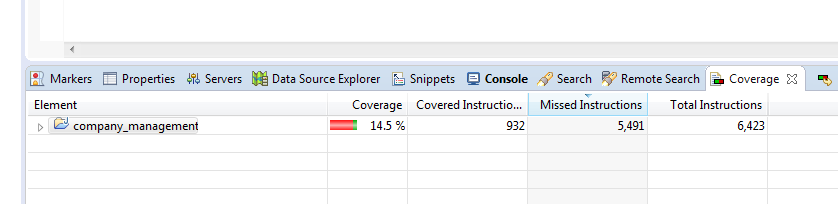 Markers Properties Servers Data Source Explorer Snippets Console Search Remote Search Coverage
Element Coverage Covered Instructio... Missed Instructions Total Instructions
company_management 14.5 % 932 5,491 6,423